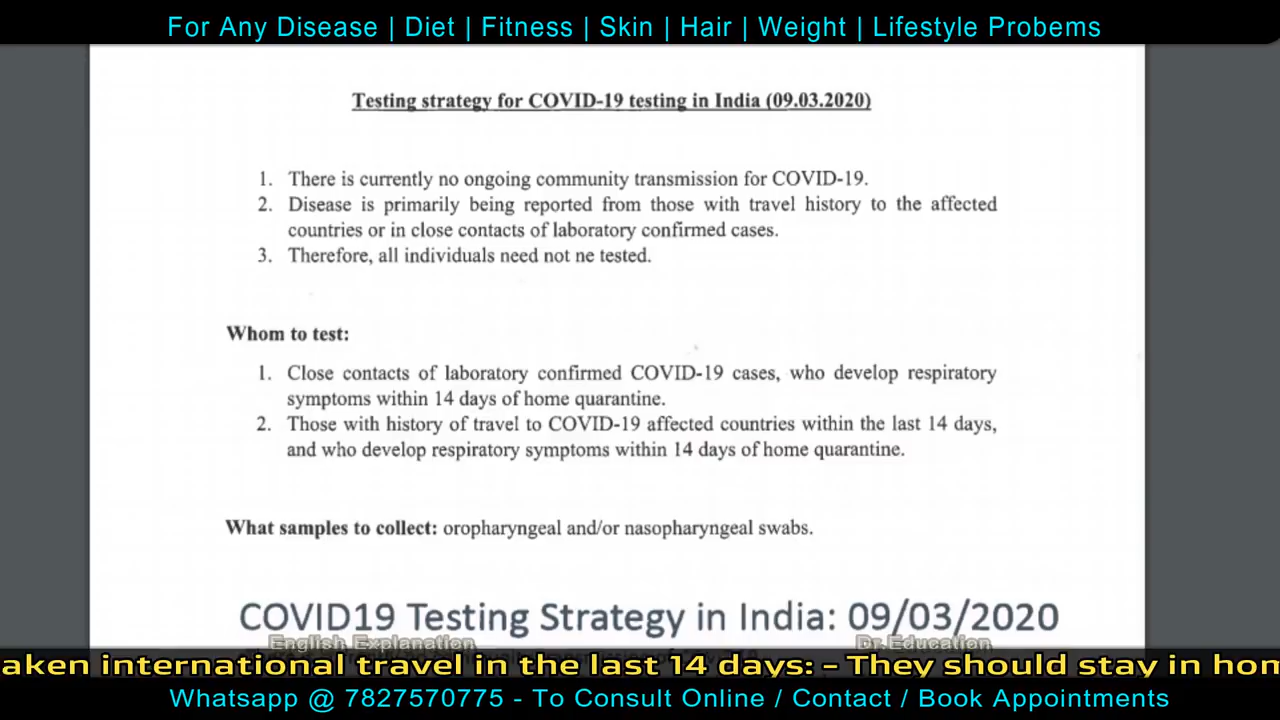 For Any Disease | Diet | Fitness | Skin | Hair | Weight | Lifestyle Probems
Testing strategy for COVID-19 testing in India (09.03.2020)
1. There is currently no ongoing community transmission for COVID-19.
2. Disease is primarily being reported from those with travel history to the affected
countries or in close contacts of laboratory confirmed cases.
3. Therefore, all individuals need not ne tested.
Whom to test:
1. Close contacts of laboratory confirmed COVID-19 cases, who develop respiratory
symptoms within 14 days of home quarantine.
2. Those with history of travel to COVID-19 affected countries within the last 14 days,
and who develop respiratory symptoms within 14 days of home quarantine.
What samples to collect: oropharyngeal and/or nasopharyngeal swabs.
COVID19 Testing Strategy in India: 09/03/2020
English Explanation Dr.Education
aken international travel in the last 14 days: – They should stay in hom
Whatsapp @ 7827570775 - To Consult Online / Contact / Book Appointments